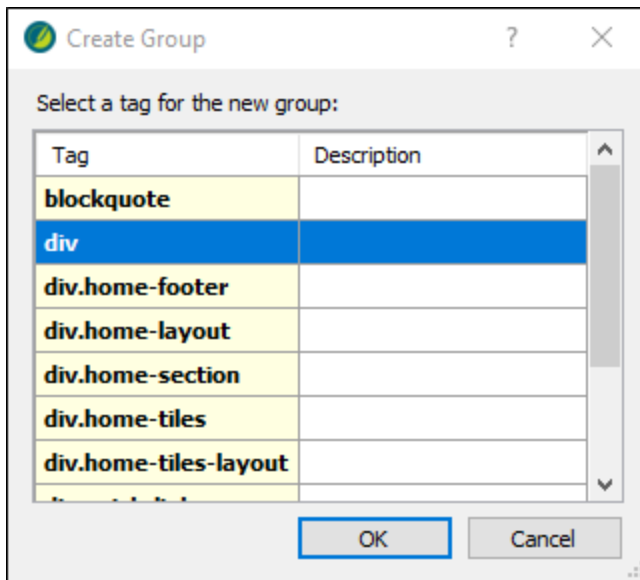 Create Group
?
Select a tag for the new group:
Tag Description
blockquote
div
div.home-footer
div.home-layout
div.home-section
div.home-tiles
div.home-tiles-layout
OK Cancel